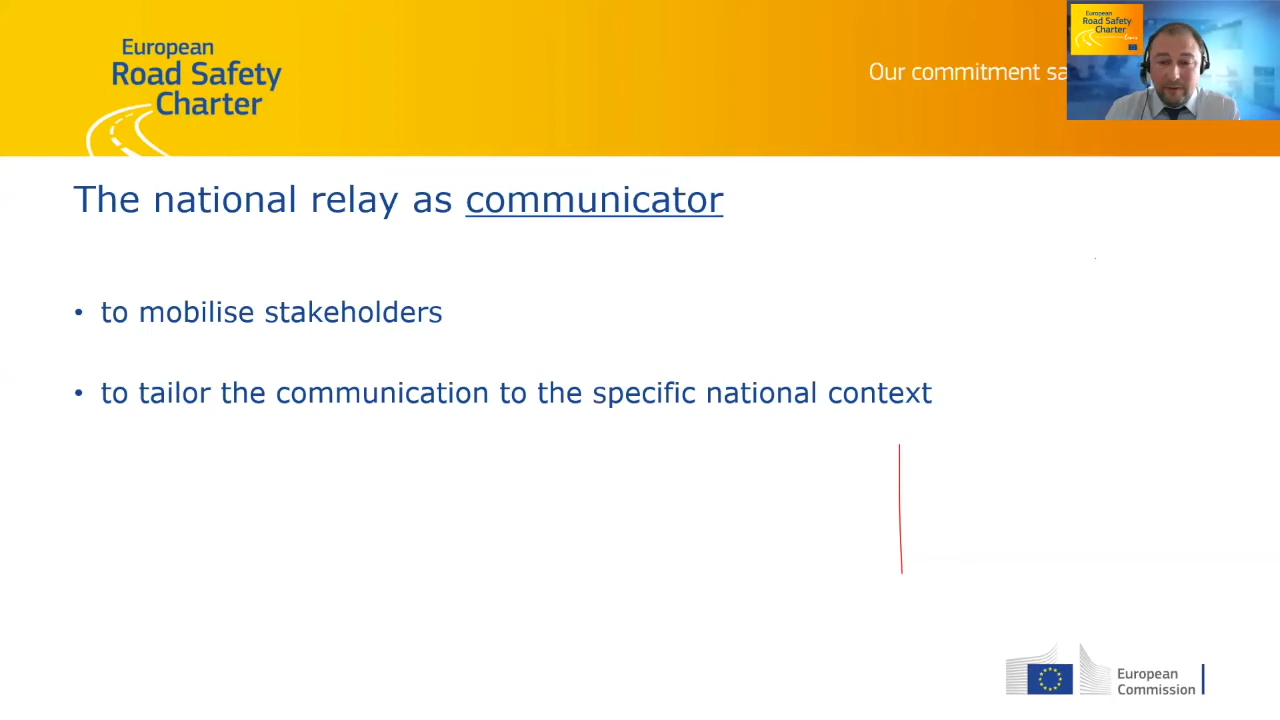 European
Road Safety
Charter
Our commitment
European
Road Safety
Charter
The national relay as communicator
• to mobilise stakeholders
• to tailor the communication to the specific national context
European
Commission